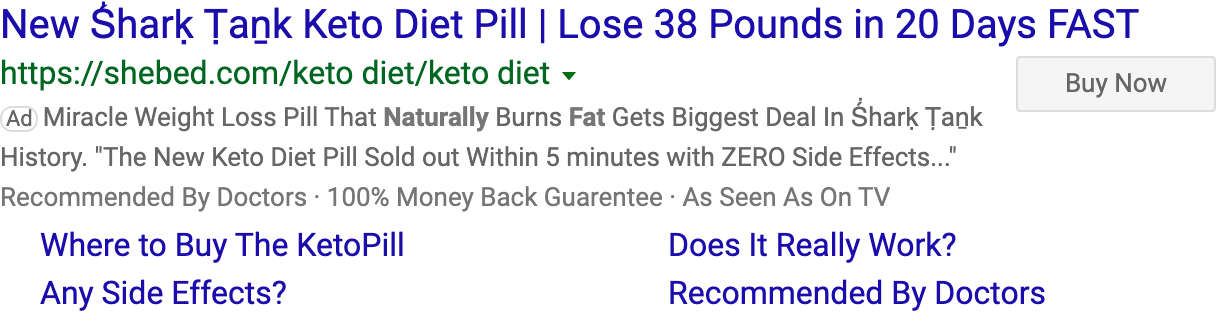 New Ṡ́harḳ Ṭaṉk Keto Diet Pill | Lose 38 Pounds in 20 Days FAST
https://shebed.com/keto diet/keto diet
Buy Now
Ad Miracle Weight Loss Pill That Naturally Burns Fat Gets Biggest Deal In Ṡ́harḳ Ṭaṉk
History. "The New Keto Diet Pill Sold out Within 5 minutes with ZERO Side Effects..."
Recommended By Doctors · 100% Money Back Guarentee · As Seen As On TV
Where to Buy The KetoPill
Does It Really Work?
Any Side Effects?
Recommended By Doctors